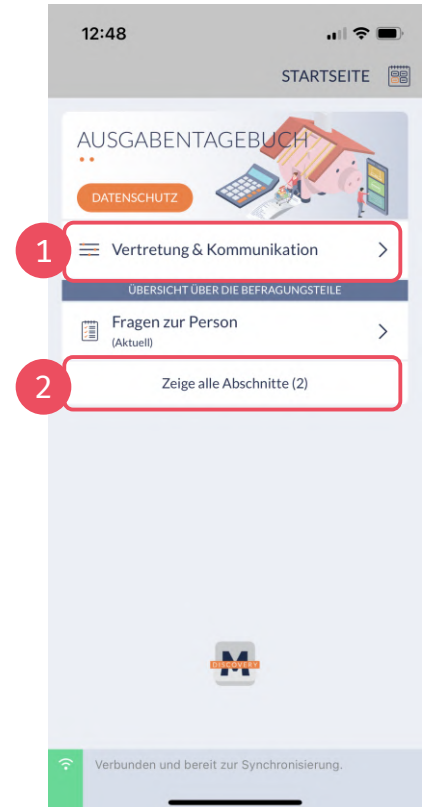 12:48
STARTSEITE
AUSGABENTAGEBUCH
DATENSCHUTZ
1
Vertretung & Kommunikation
ÜBERSICHT ÜBER DIE BEFRAGUNGSTEILE
Fragen zur Person
(Aktuell)
2
Zeige alle Abschnitte (2)
M
DISCOVERY
Verbunden und bereit zur Synchronisierung.